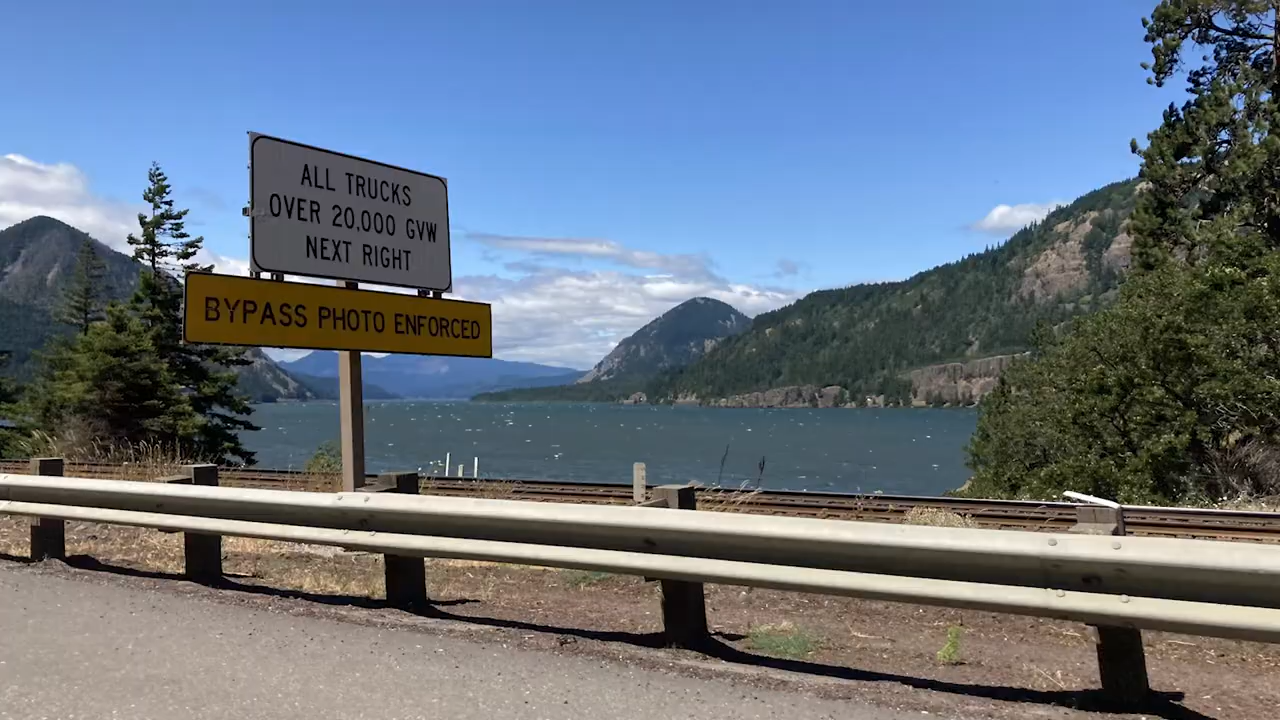 ALL TRUCKS
OVER 20,000 GVW
NEXT RIGHT
BYPASS PHOTO ENFORCED